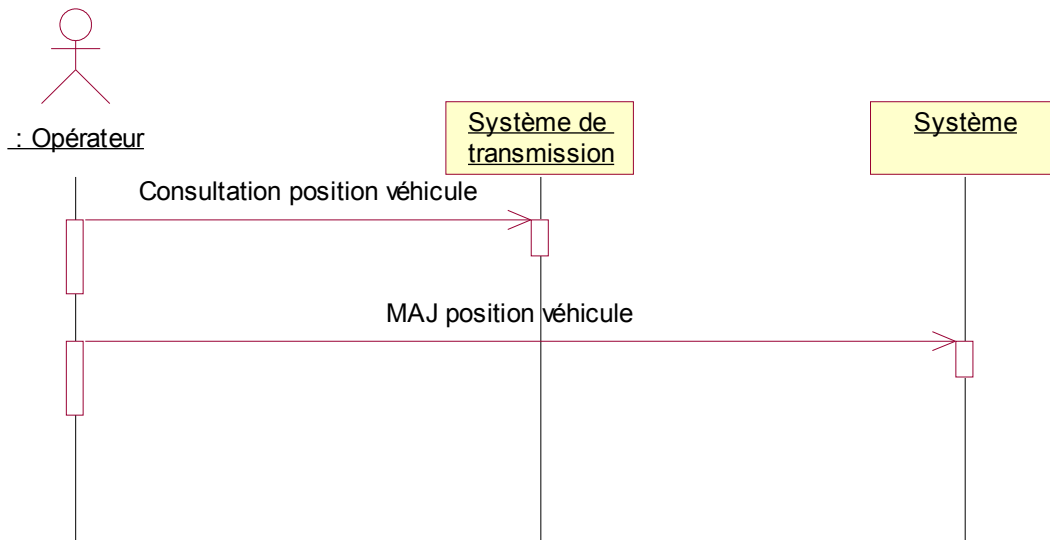 : Opérateur
Système de
transmission
Système
Consultation position véhicule
MAJ position véhicule